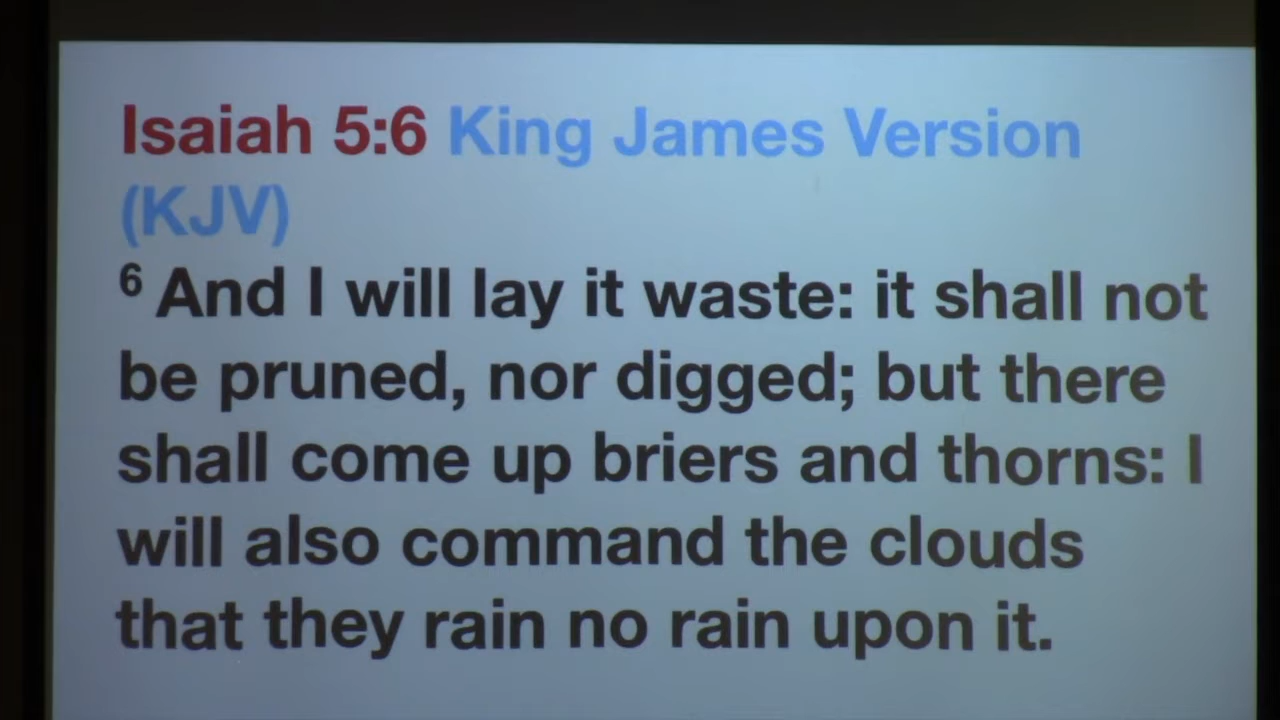 Isaiah 5:6 King James Version
(KJV)
6 And I will lay it waste: it shall not
be pruned, nor digged; but there
shall come up briers and thorns: I
will also command the clouds
that they rain no rain upon it.